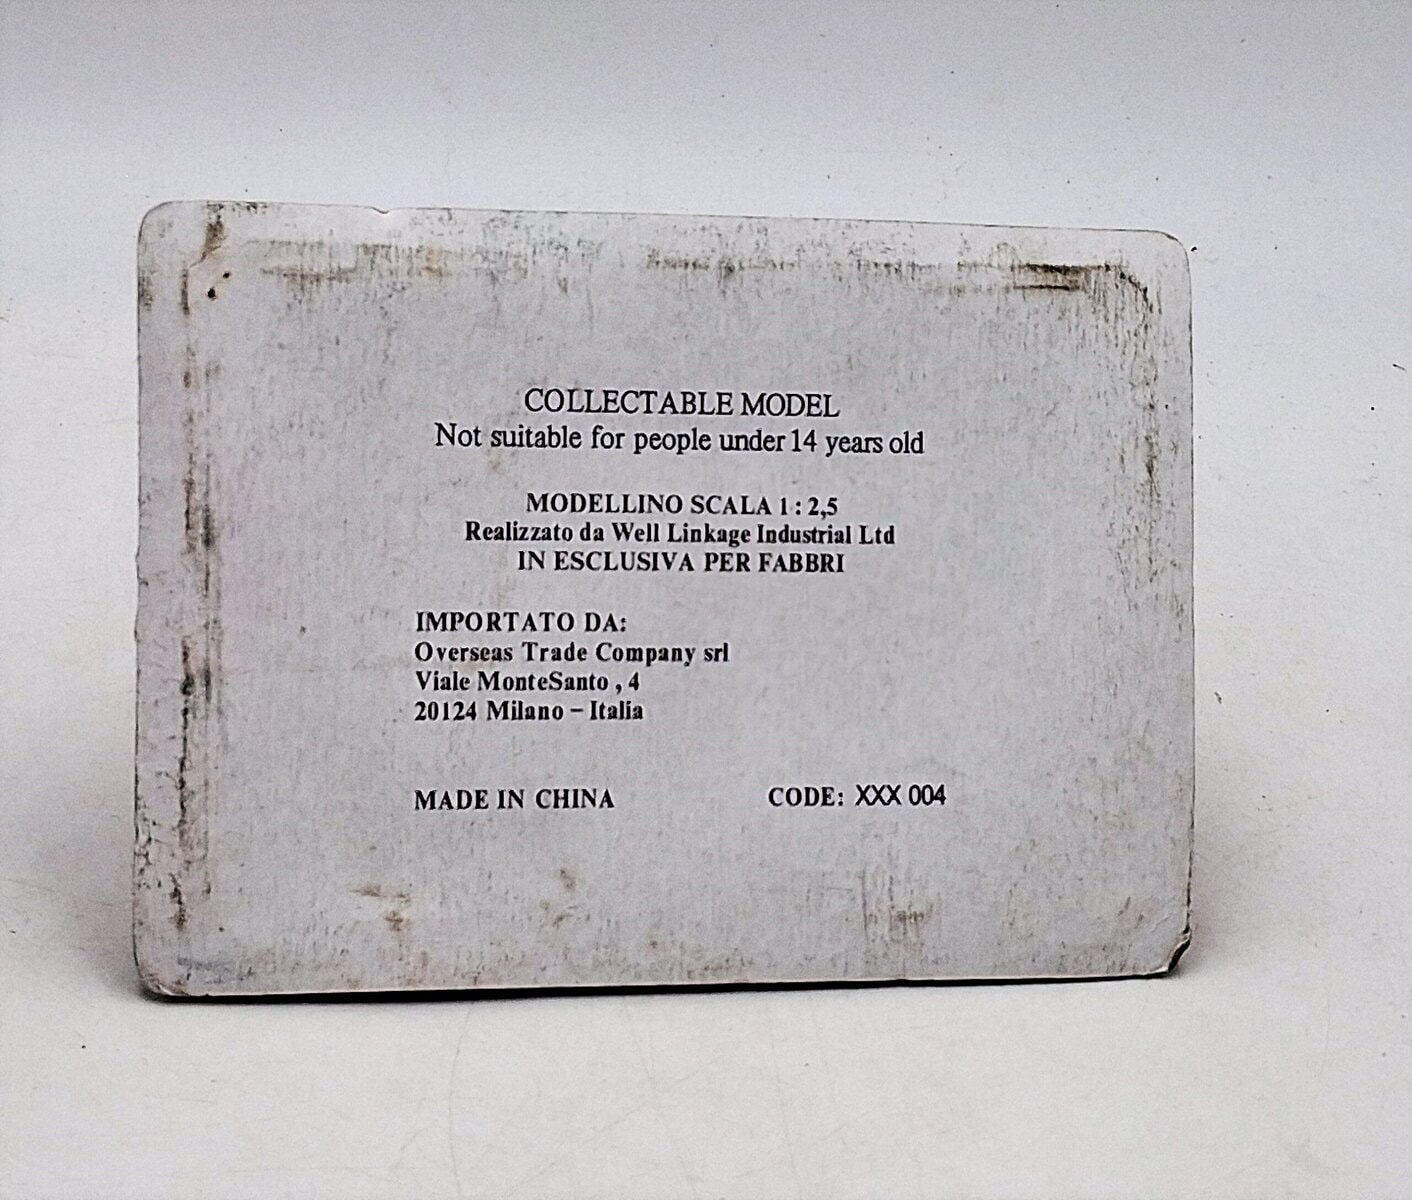 COLLECTABLE MODEL
Not suitable for people under 14 years old
MODELLINO SCALA 1 : 2,5
Realizzato da Well Linkage Industrial Ltd
IN ESCLUSIVA PER FABBRI
IMPORTATO DA:
Overseas Trade Company srl
Viale MonteSanto , 4
20124 Milano – Italia
MADE IN CHINA CODE: XXX 004